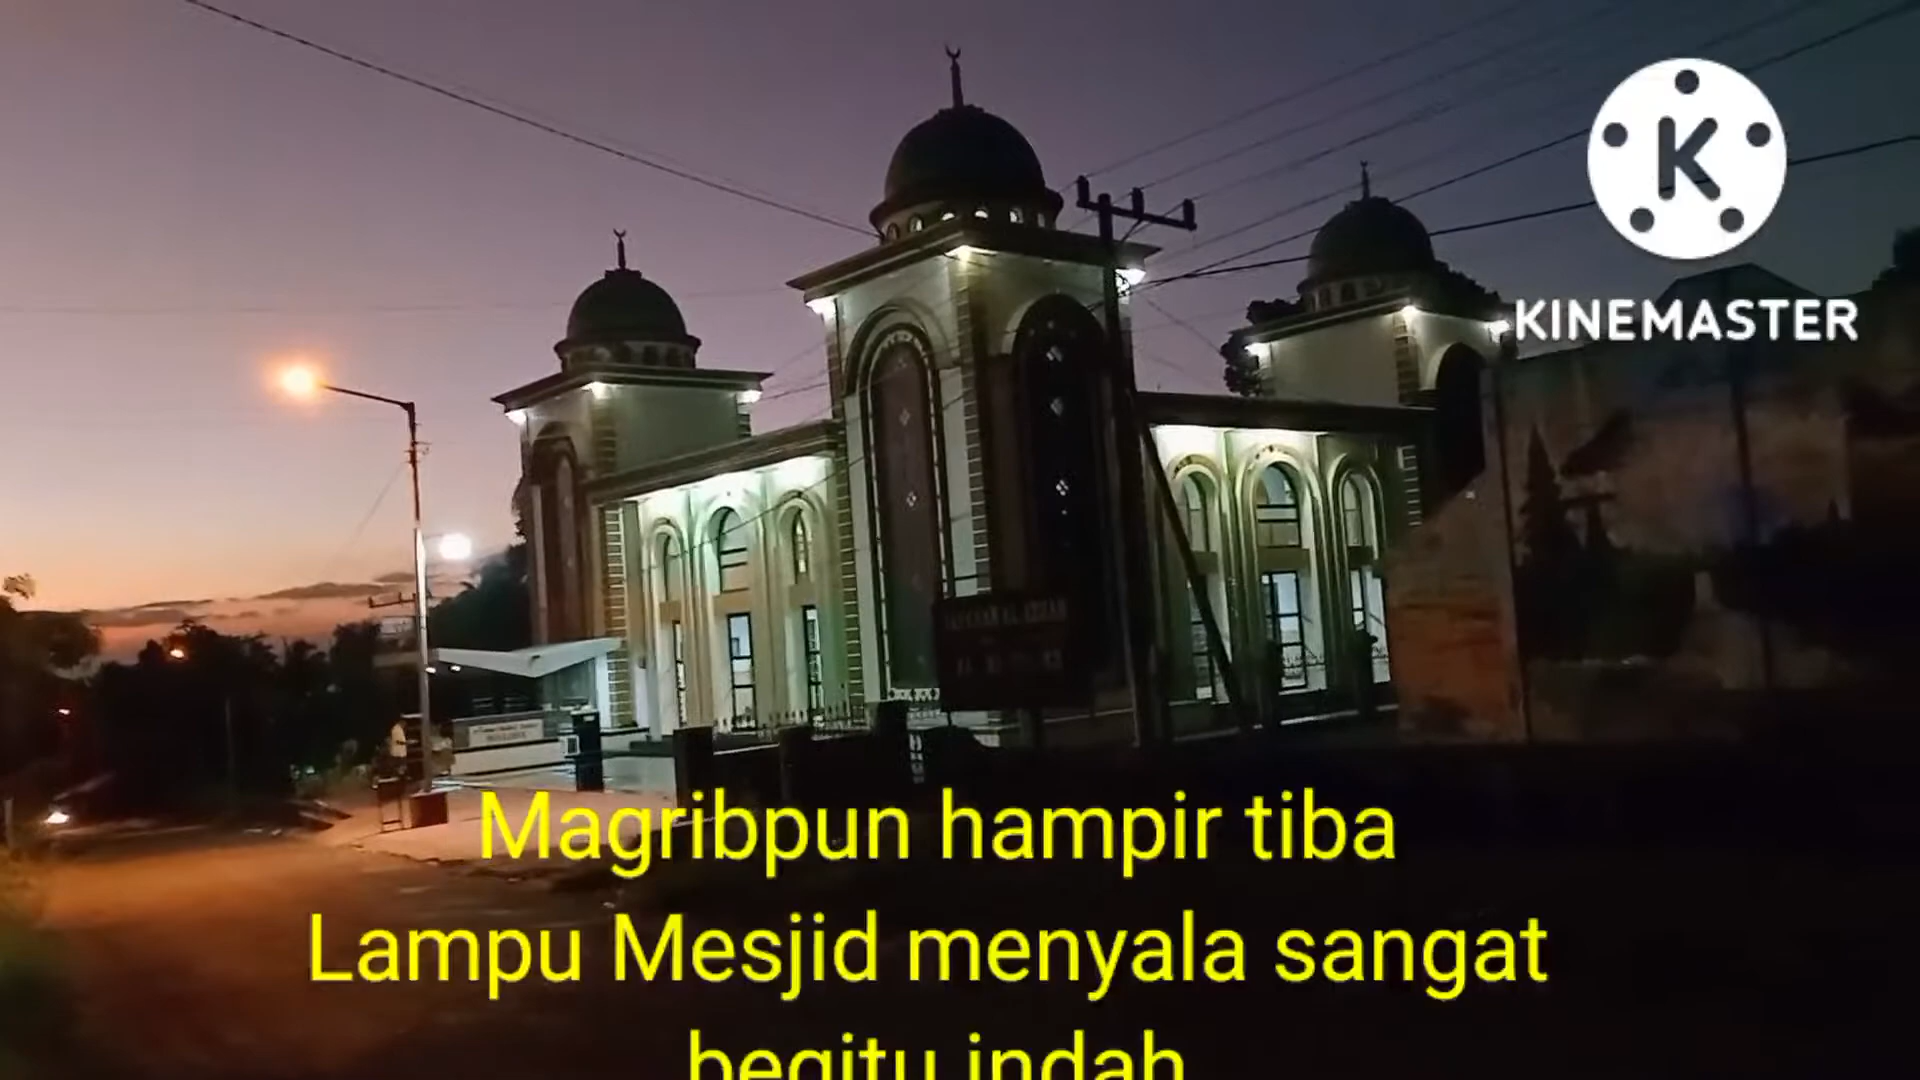 K
KINEMASTER
Magribpun hampir tiba
Lampu Mesjid menyala sangat
begitu indah